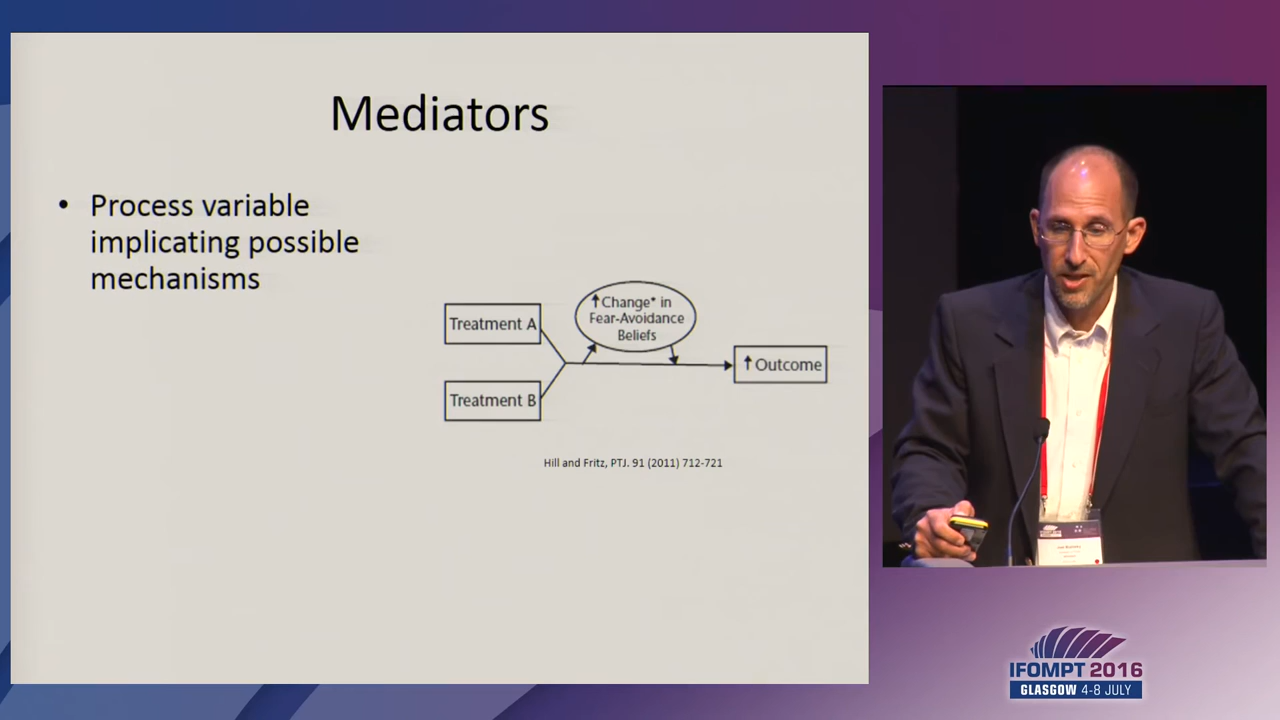 Mediators
• Process variable
implicating possible
mechanisms
Treatment A
Treatment B
↑Change* in
Fear-Avoidance
Beliefs
↑Outcome
Hill and Fritz, PTJ. 91 (2011) 712-721
IFOMPT 2016
GLASGOW 4-8 JULY